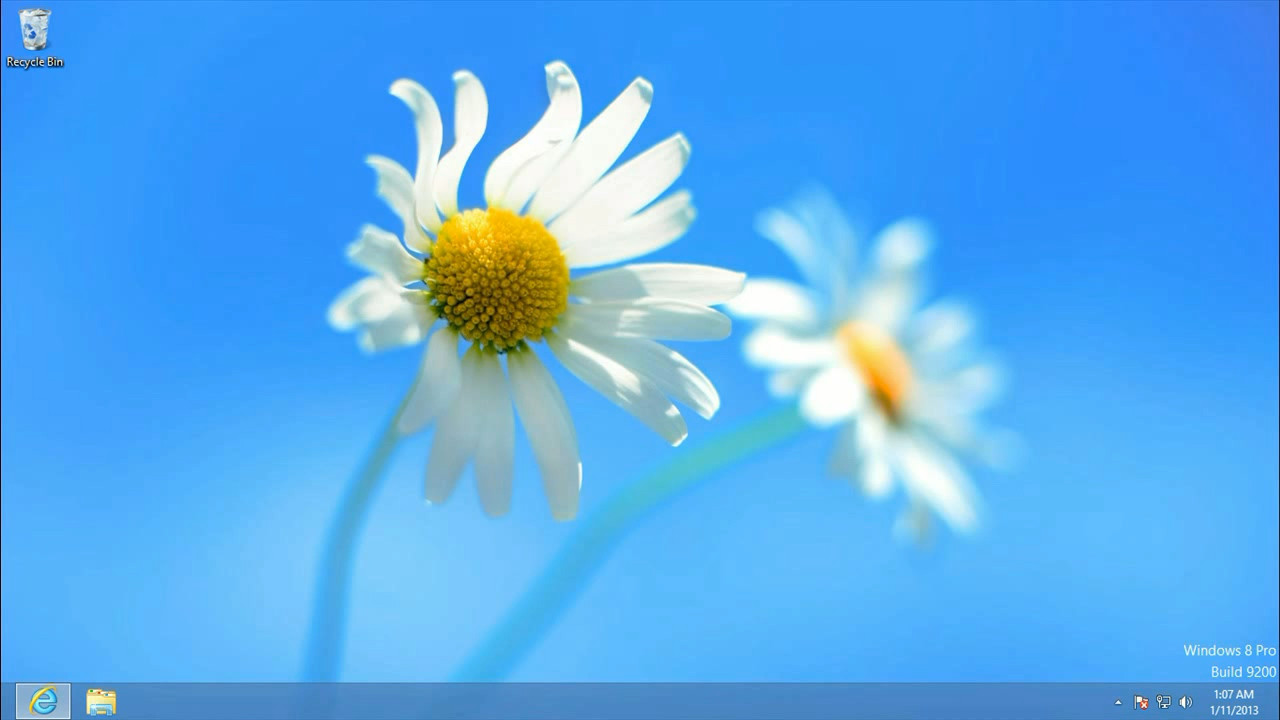 Recycle Bin
Windows 8 Pro
Build 9200
1:07 AM
1/11/2013